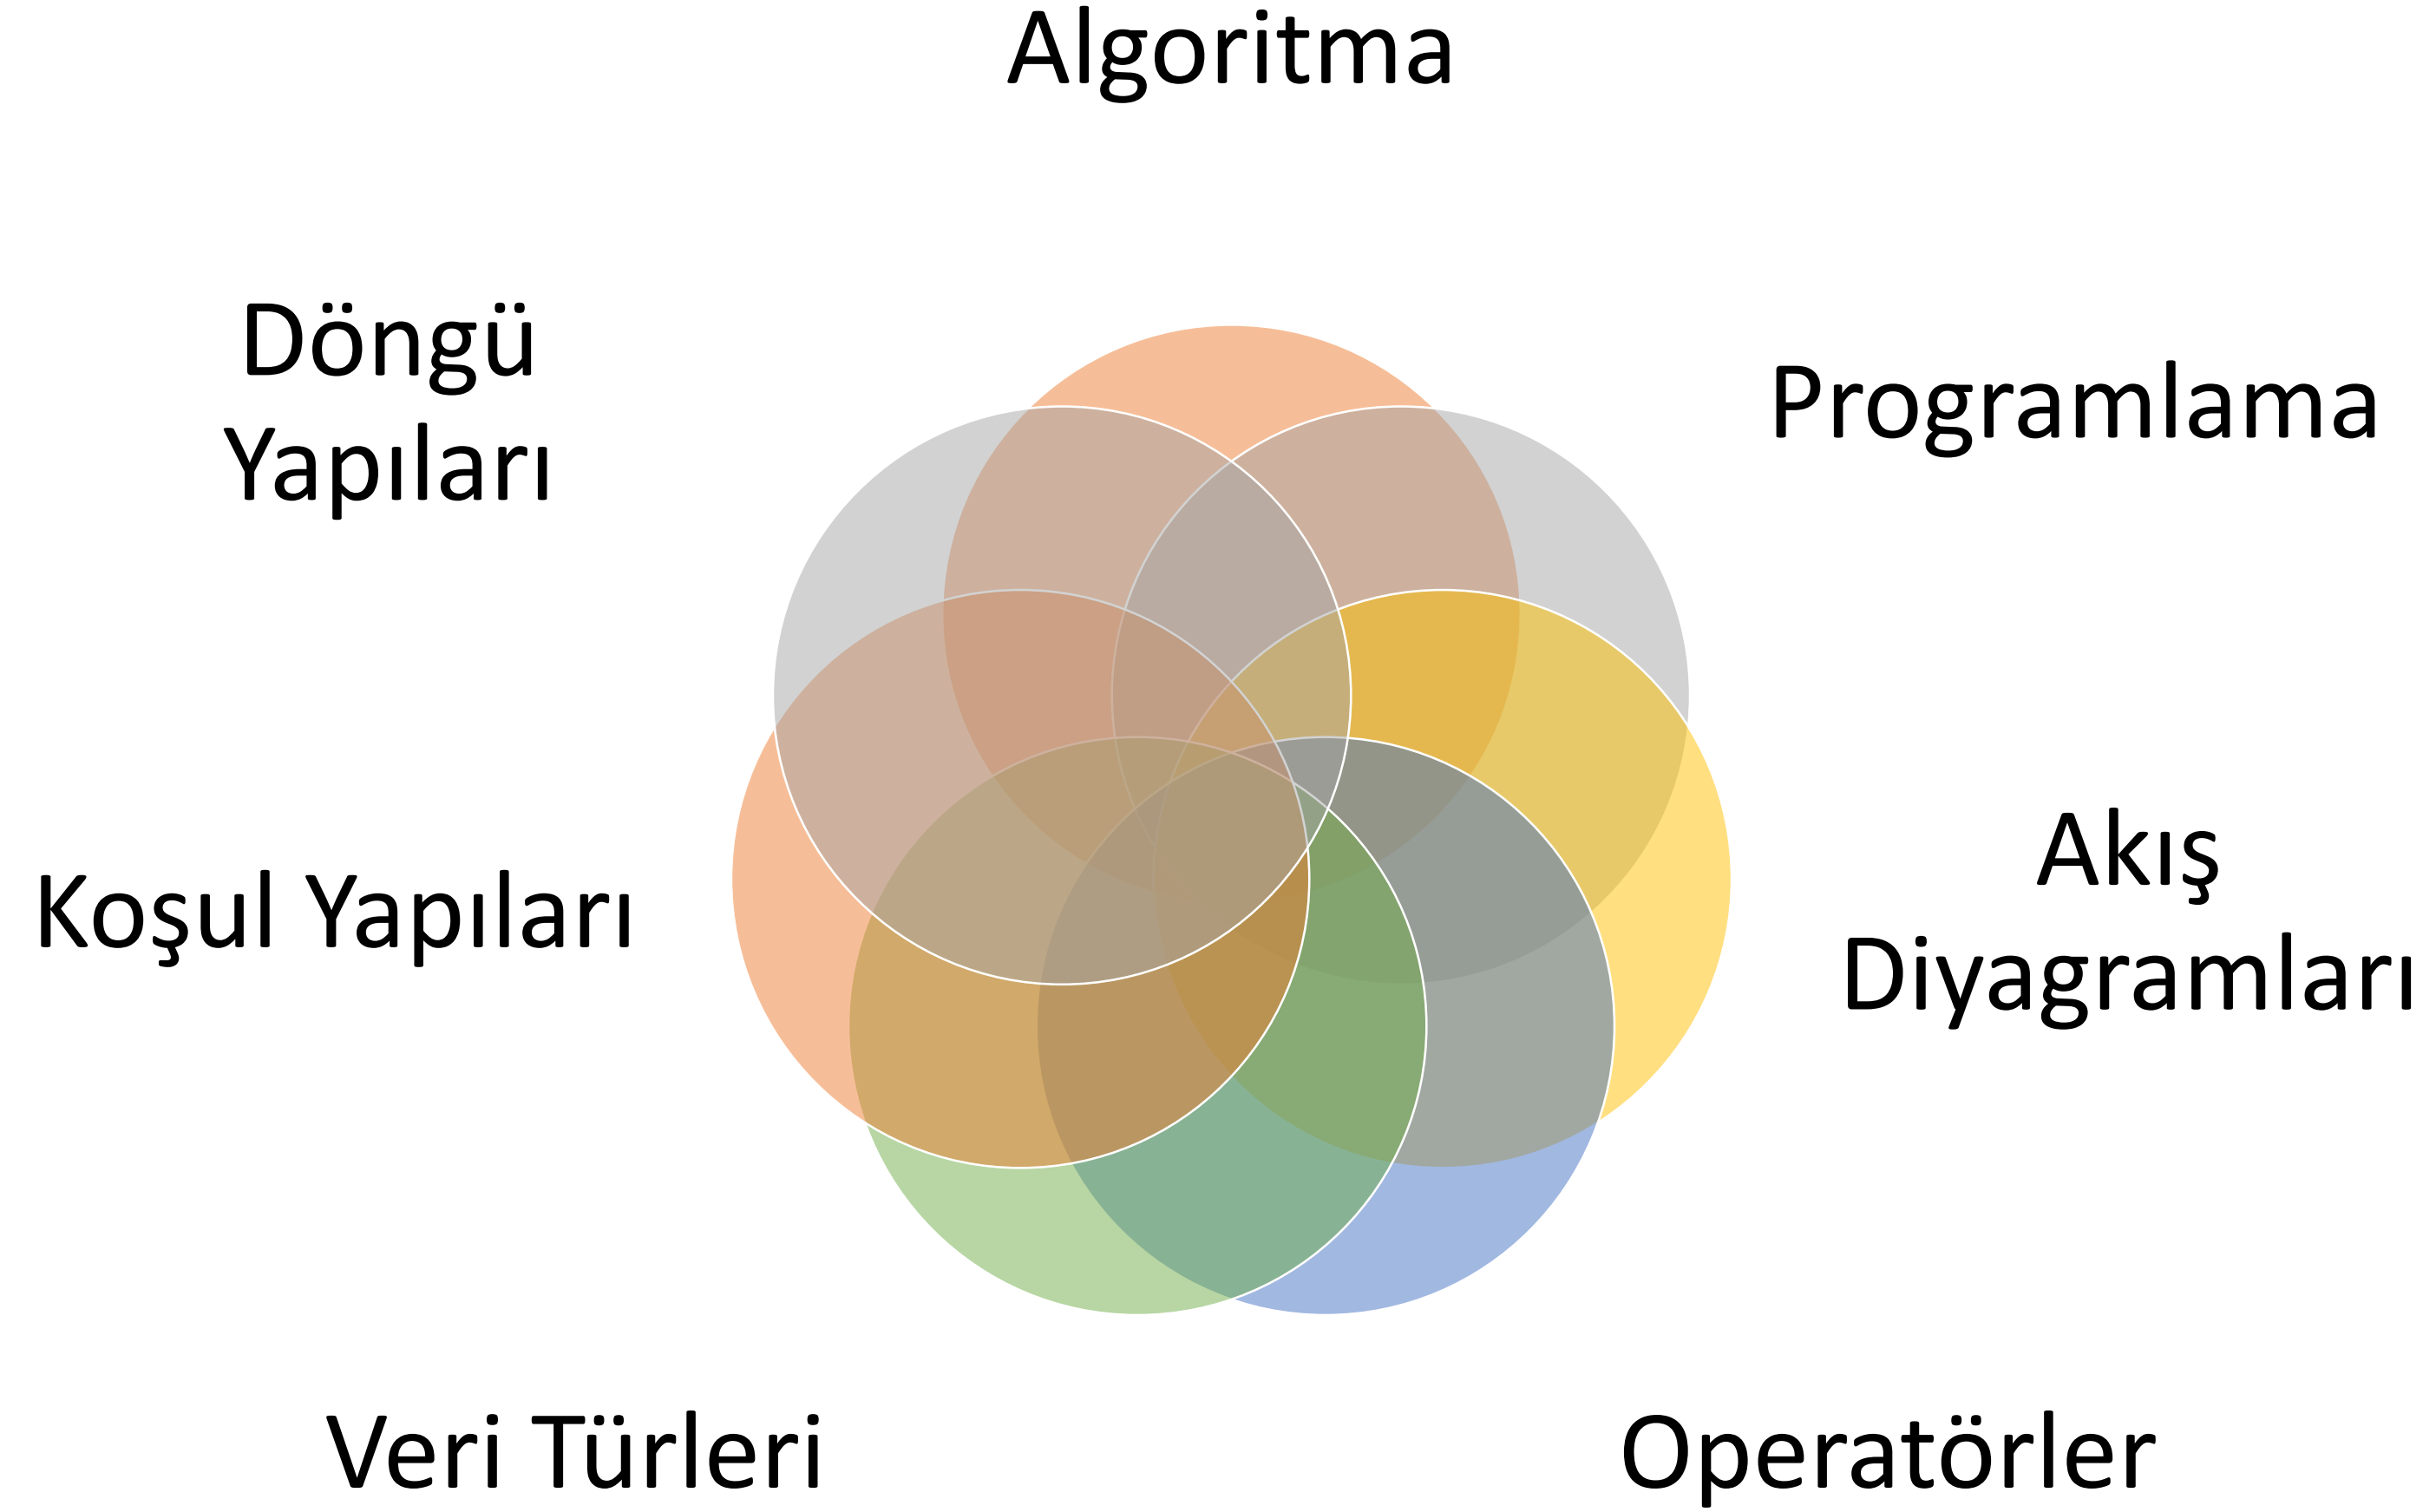 Algoritma
Döngü
Yapıları
Programlama
Koşul Yapıları
Akış
Diyagramları
Veri Türleri
Operatörler